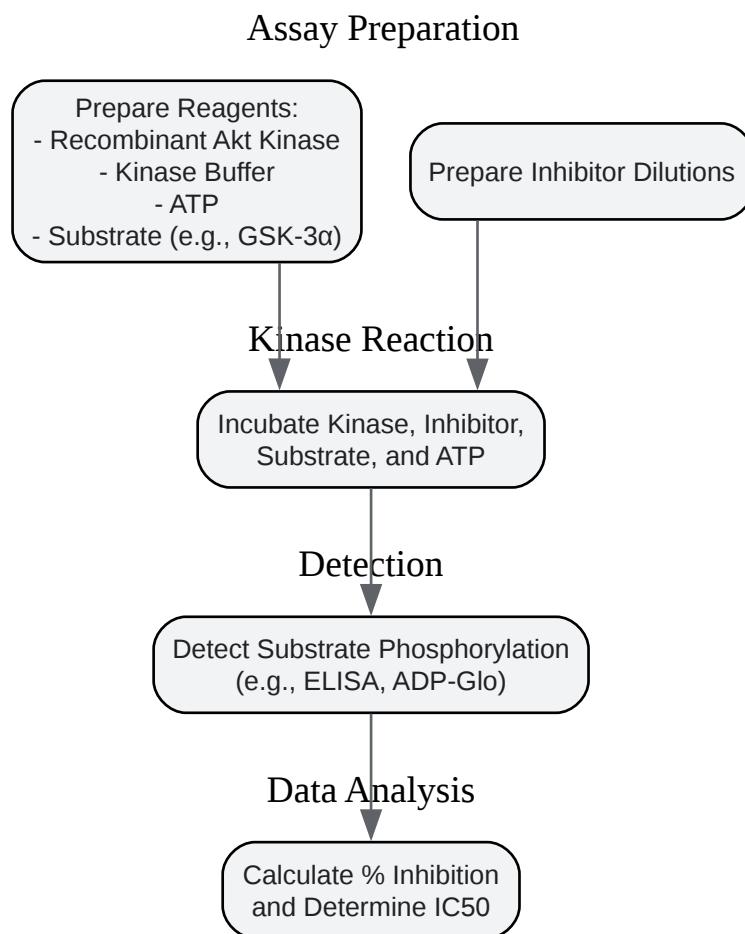 Assay Preparation
Prepare Reagents:
- Recombinant Akt Kinase
- Kinase Buffer
- ATP
- Substrate (e.g., GSK-3α)
Prepare Inhibitor Dilutions
Kinase Reaction
Incubate Kinase, Inhibitor,
Substrate, and ATP
Detection
Detect Substrate Phosphorylation
(e.g., ELISA, ADP-Glo)
Data Analysis
Calculate % Inhibition
and Determine IC50